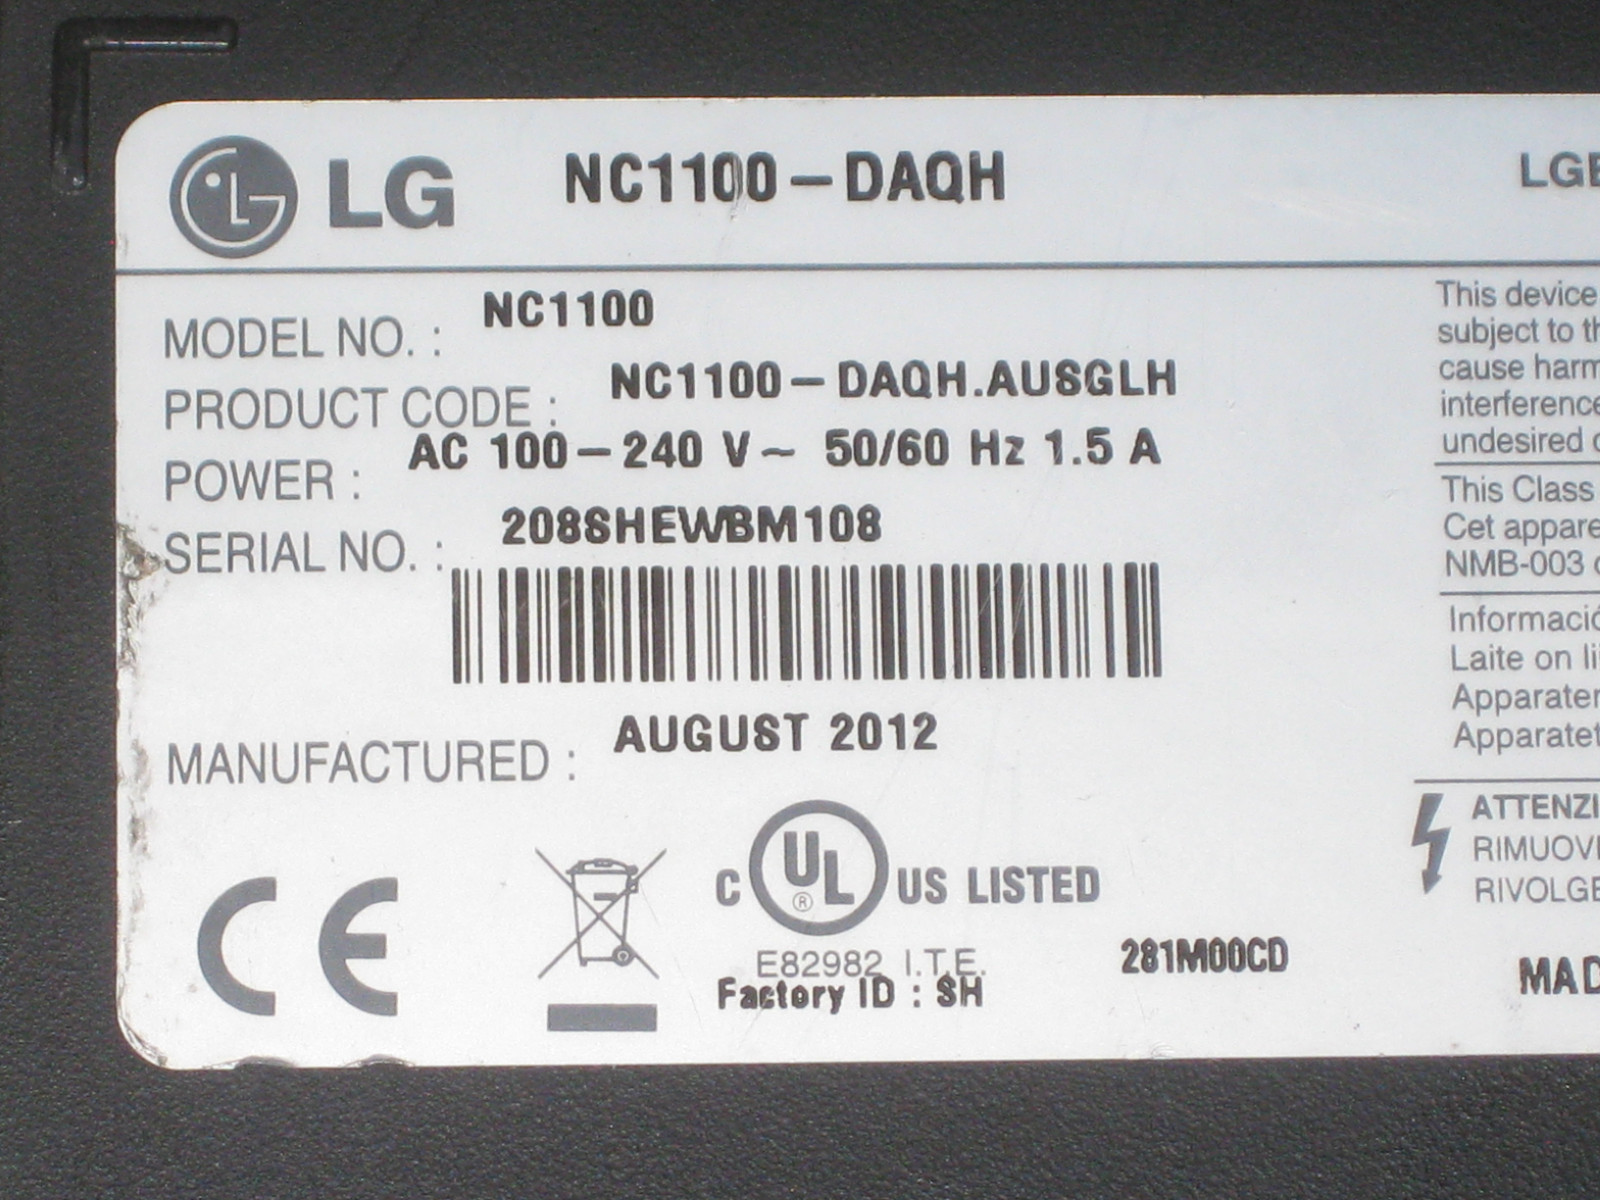 LG NC1100-DAQH
MODEL NO. : NC1100
PRODUCT CODE : NC1100-DAQH.AUSGLH
POWER : AC 100-240 V~ 50/60 Hz 1.5 A
SERIAL NO. : 208SHEWBM108
MANUFACTURED : AUGUST 2012
CE
C UL ® US LISTED
E82982 I.T.E.
Factory ID : SH
281M00CD
LGE
This device
subject to th
cause harm
interference
undesired
This Class
Cet appare
NMB-003
Informació
Laite on li
Apparaten
Apparatet
ATTENZI
RIMUOVE
RIVOLGE
MAD